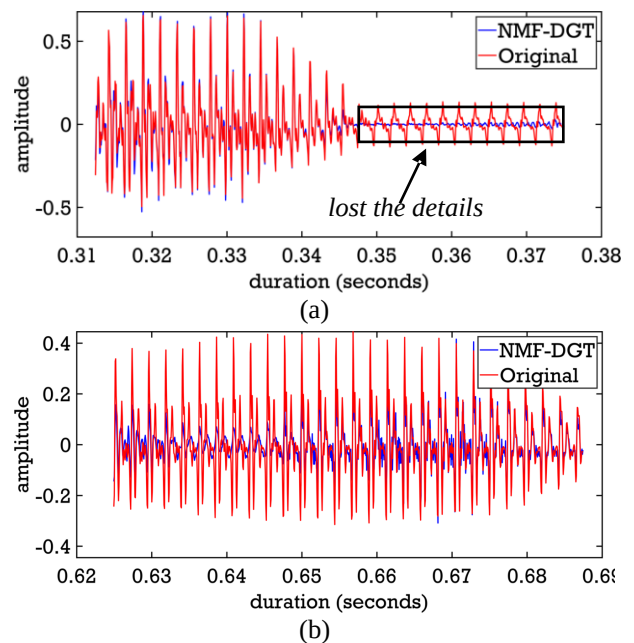 NMF-DGT
Original
0.5
0
-0.5
amplitude
lost the details
0.31 0.32 0.33 0.34 0.35 0.36 0.37 0.38
duration (seconds)
(a)
NMF-DGT
Original
0.4
0.2
0
-0.2
-0.4
amplitude
0.62 0.63 0.64 0.65 0.66 0.67 0.68
duration (seconds)
(b)